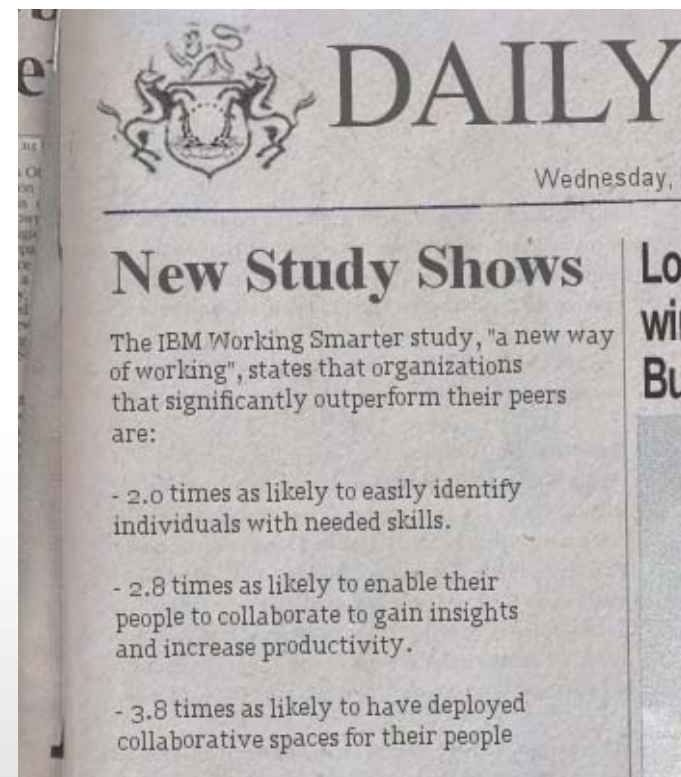 DAILY
Wednesday,
New Study Shows
The IBM Working Smarter study, "a new way
of working", states that organizations
that significantly outperform their peers
are:
- 2.0 times as likely to easily identify
individuals with needed skills.
- 2.8 times as likely to enable their
people to collaborate to gain insights
and increase productivity.
- 3.8 times as likely to have deployed
collaborative spaces for their people
Lo
wi
Bu